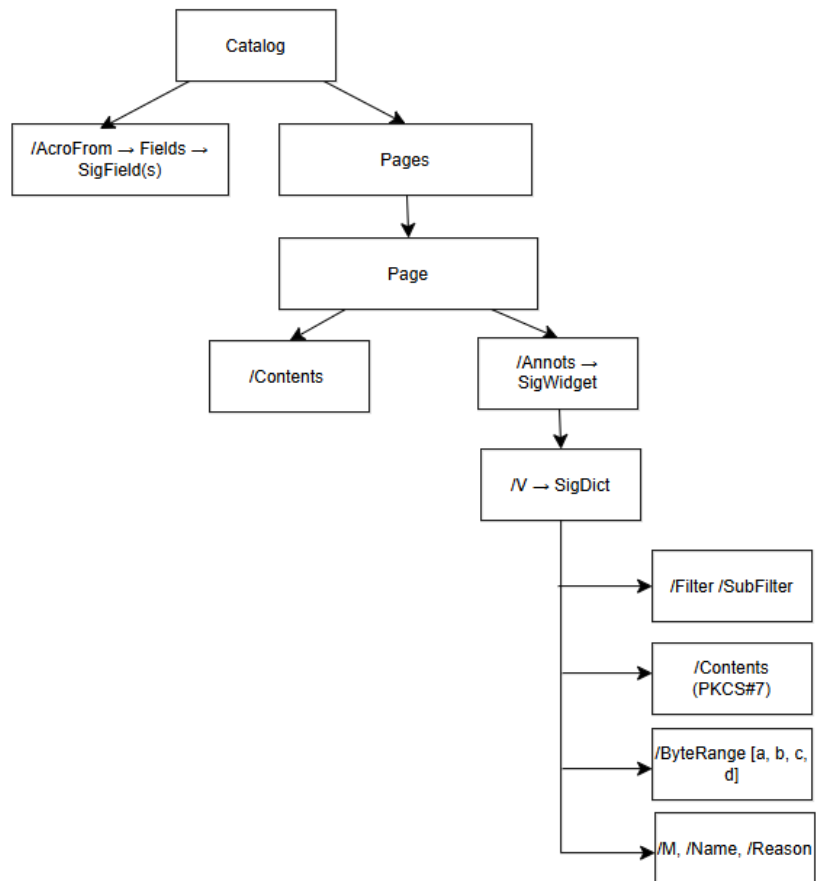 Catalog
/AcroFrom → Fields →
SigField(s)
Pages
Page
/Contents
/Annots →
SigWidget
/V → SigDict
/Filter /SubFilter
/Contents
(PKCS#7)
/ByteRange [a, b, c,
d]
/M, /Name, /Reason